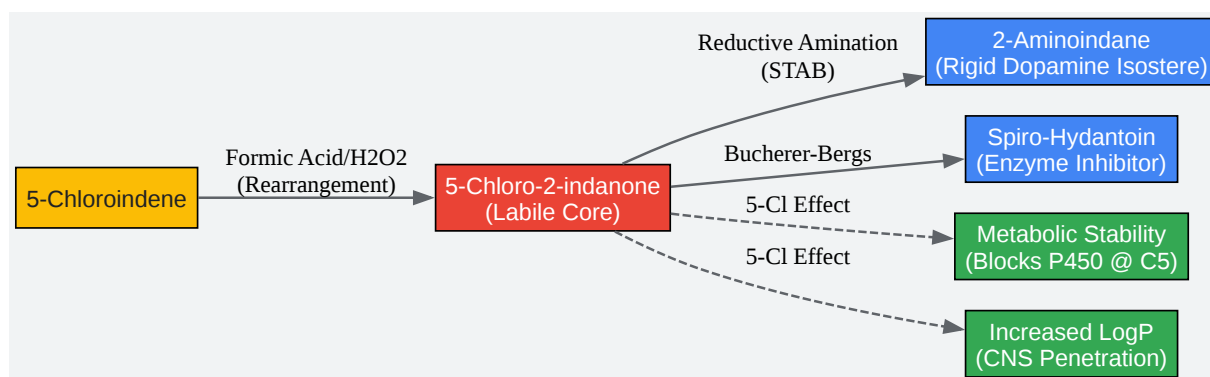 5-Chloroindene
Formic Acid/H2O2
(Rearrangement)
5-Chloro-2-indanone
(Labile Core)
Reductive Amination
(STAB)
2-Aminoindane
(Rigid Dopamine Isostere)
Bucherer-Bergs
Spiro-Hydantoin
(Enzyme Inhibitor)
5-Cl Effect
Metabolic Stability
(Blocks P450 @ C5)
5-Cl Effect
Increased LogP
(CNS Penetration)